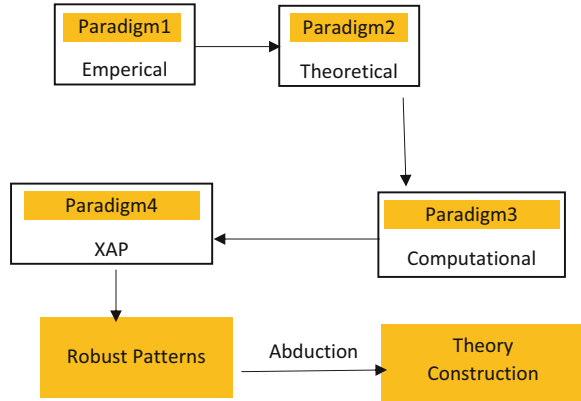 Paradigm1
Emperical
Paradigm2
Theoretical
Paradigm4
XAP
Paradigm3
Computational
Robust Patterns
Abduction
Theory
Construction